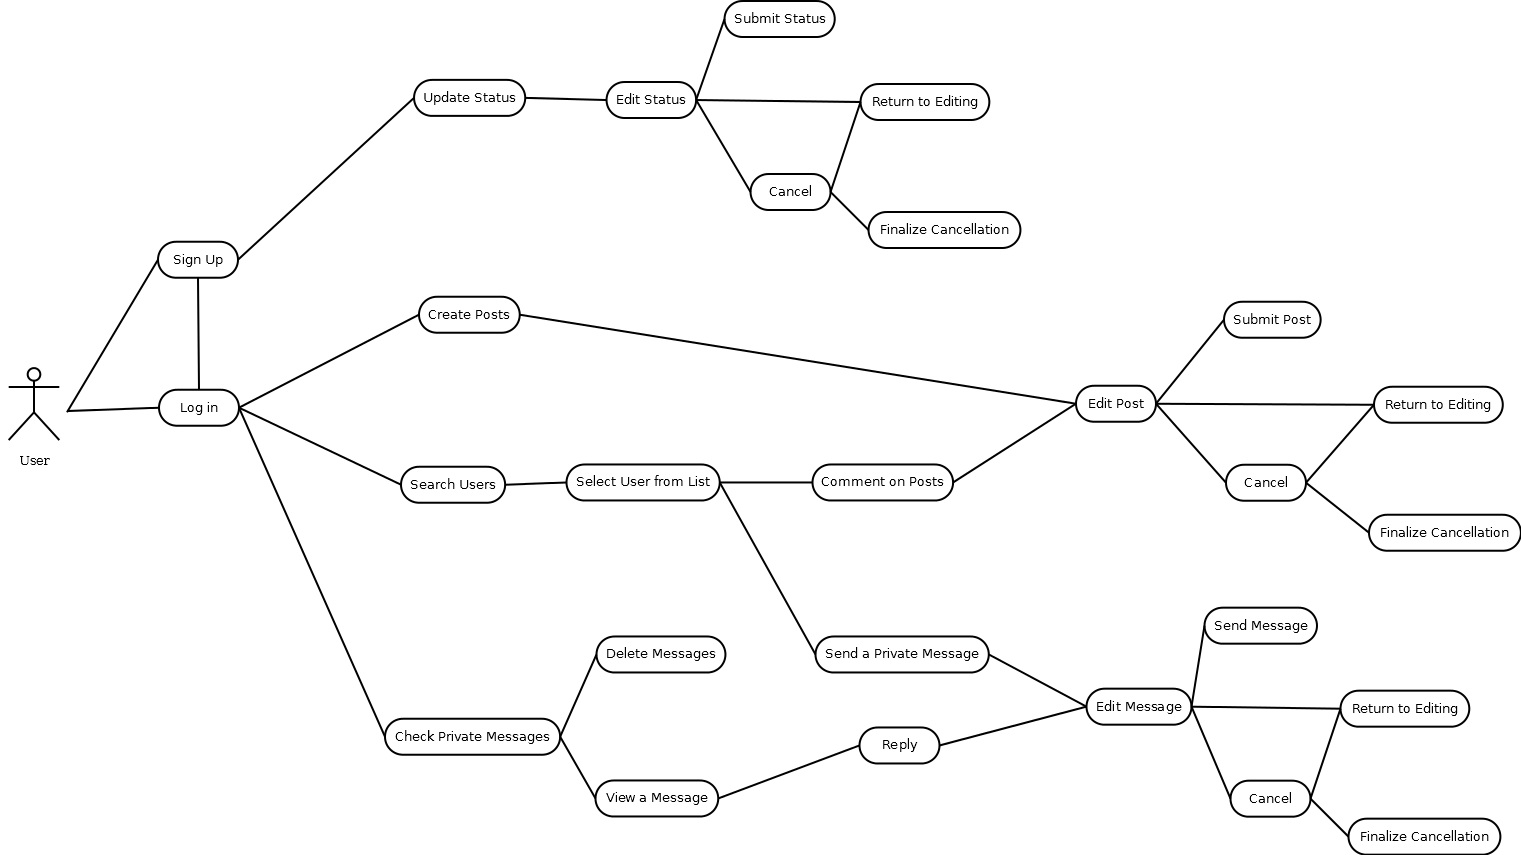 Submit Status
Update Status
Edit Status
Return to Editing
Cancel
Finalize Cancellation
Sign Up
Create Posts
Submit Post
Log in
Edit Post
Return to Editing
User
Search Users
Select User from List
Comment on Posts
Cancel
Finalize Cancellation
Send Message
Delete Messages
Send a Private Message
Edit Message
Return to Editing
Check Private Messages
Reply
View a Message
Cancel
Finalize Cancellation